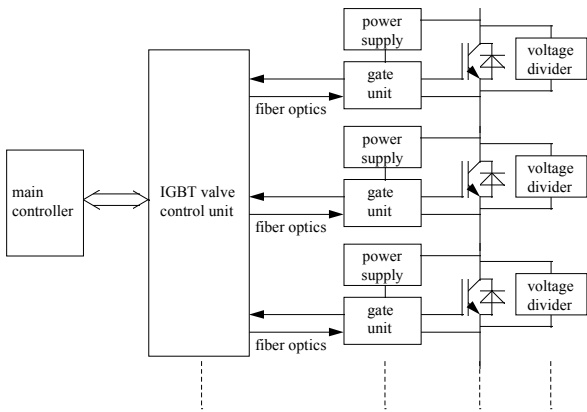 power
supply
voltage
divider
gate
unit
fiber optics
power
supply
main
controller
IGBT valve
control unit
voltage
divider
gate
unit
fiber optics
power
supply
voltage
divider
gate
unit
fiber optics